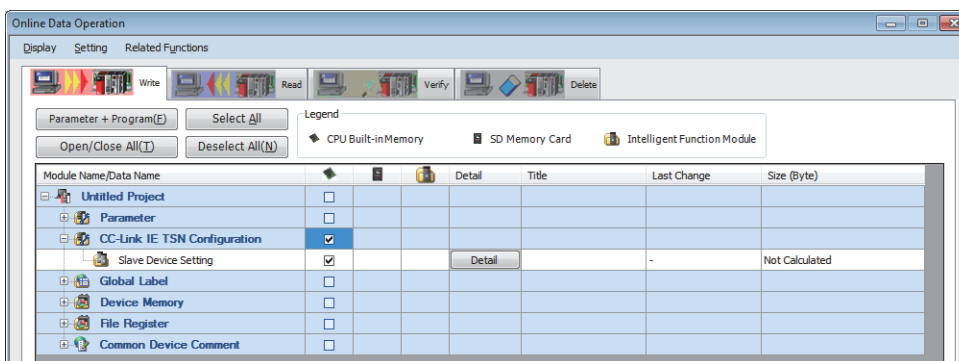 Online Data Operation
Display Setting Related Functions
Write Read Verify Delete
Parameter + Program(F) Select All Legend
CPU Built-in Memory SD Memory Card Intelligent Function Module
Open/Close All(T) Deselect All(N)
Module Name/Data Name Detail Title Last Change Size (Byte)
Untitled Project
Parameter
CC-Link IE TSN Configuration
Slave Device Setting Detail - Not Calculated
Global Label
Device Memory
File Register
Common Device Comment